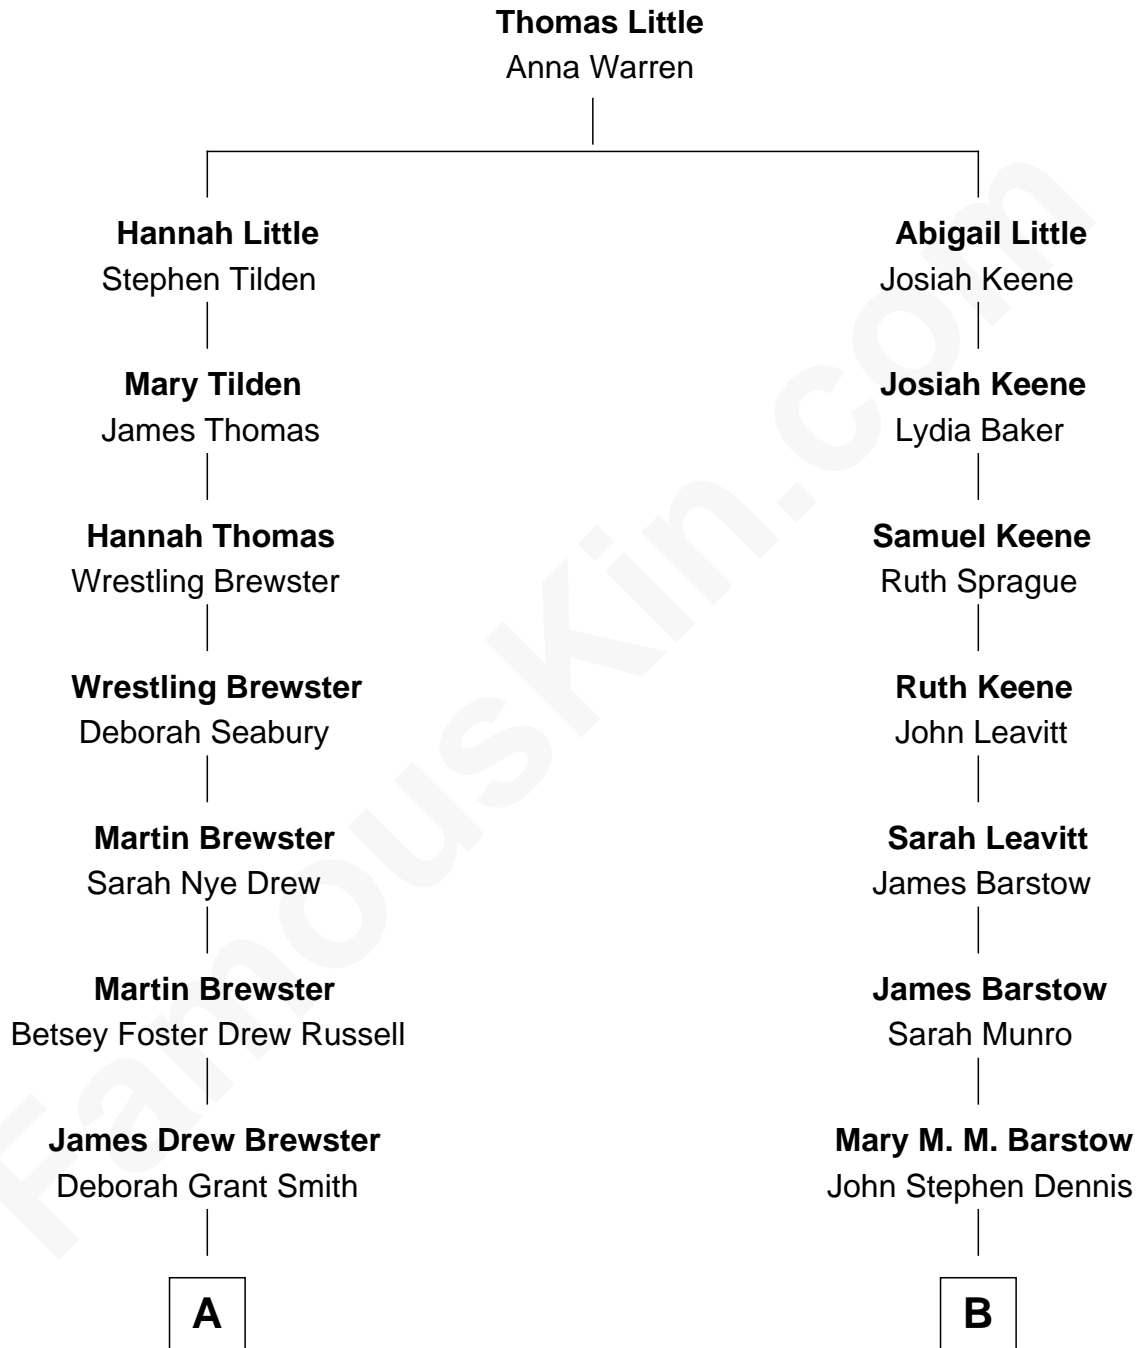 Thomas Little
Anna Warren
Hannah Little
Stephen Tilden
Abigail Little
Josiah Keene
Mary Tilden
James Thomas
Josiah Keene
Lydia Baker
Hannah Thomas
Wrestling Brewster
Samuel Keene
Ruth Sprague
Wrestling Brewster
Deborah Seabury
Ruth Keene
John Leavitt
Martin Brewster
Sarah Nye Drew
Sarah Leavitt
James Barstow
Martin Brewster
Betsey Foster Drew Russell
James Barstow
Sarah Munro
James Drew Brewster
Deborah Grant Smith
Mary M. M. Barstow
John Stephen Dennis
A
B
FamousKin.com